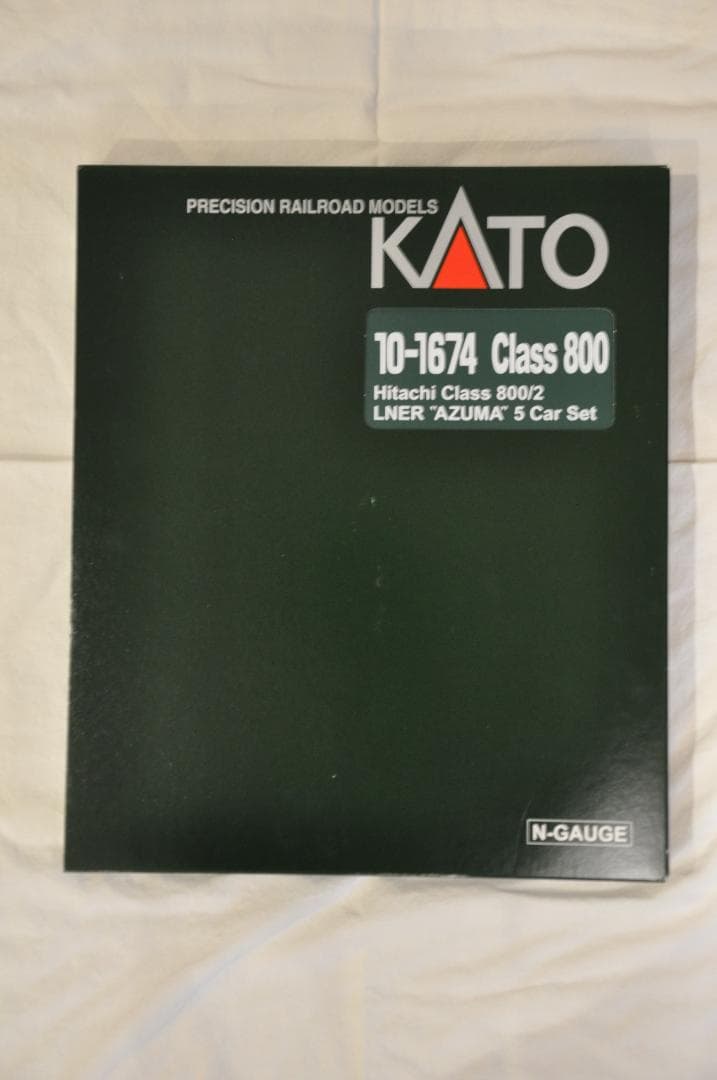 PRECISION RAILROAD MODELS
KATO
10-1674 Class 800
Hitachi Class 800/2
LNER "AZUMA" 5 Car Set
N-GAUGE